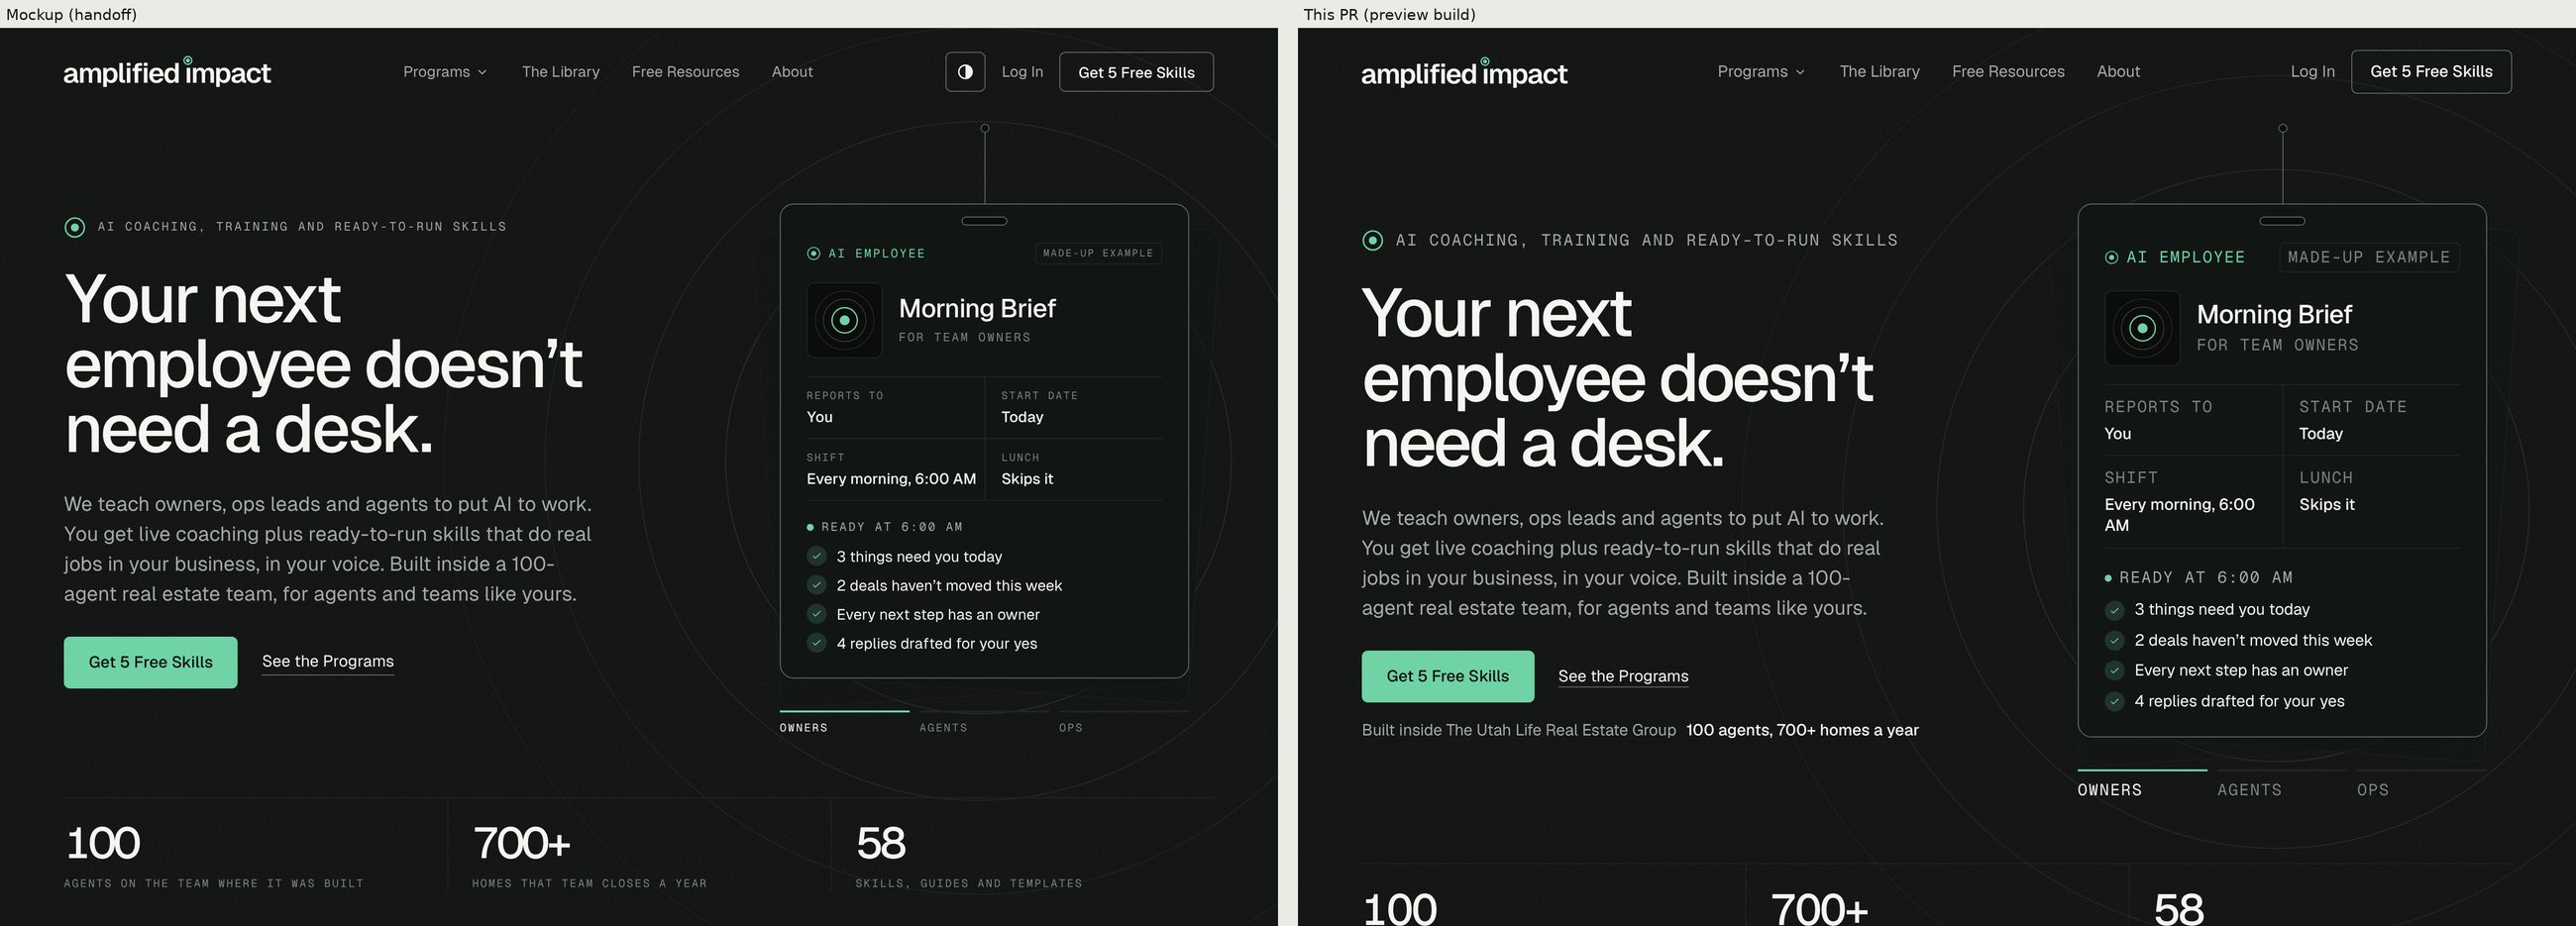 Mockup (handoff)
amplified impact
Programs
The Library
Free Resources
About
Log In
Get 5 Free Skills
AI COACHING, TRAINING AND READY-TO-RUN SKILLS
Your next
employee doesn’t
need a desk.
We teach owners, ops leads and agents to put AI to work.
You get live coaching plus ready-to-run skills that do real
jobs in your business, in your voice. Built inside a 100-
agent real estate team, for agents and teams like yours.
Get 5 Free Skills
See the Programs
AI EMPLOYEE
MADE-UP EXAMPLE
Morning Brief
FOR TEAM OWNERS
REPORTS TO
You
START DATE
Today
SHIFT
Every morning, 6:00 AM
LUNCH
Skips it
READY AT 6:00 AM
3 things need you today
2 deals haven’t moved this week
Every next step has an owner
4 replies drafted for your yes
OWNERS
AGENTS
OPS
100
AGENTS ON THE TEAM WHERE IT WAS BUILT
700+
HOMES THAT TEAM CLOSES A YEAR
58
SKILLS, GUIDES AND TEMPLATES
This PR (preview build)
amplified impact
Programs
The Library
Free Resources
About
Log In
Get 5 Free Skills
AI COACHING, TRAINING AND READY-TO-RUN SKILLS
Your next
employee doesn’t
need a desk.
We teach owners, ops leads and agents to put AI to work.
You get live coaching plus ready-to-run skills that do real
jobs in your business, in your voice. Built inside a 100-
agent real estate team, for agents and teams like yours.
Get 5 Free Skills
See the Programs
Built inside The Utah Life Real Estate Group 100 agents, 700+ homes a year
AI EMPLOYEE
MADE-UP EXAMPLE
Morning Brief
FOR TEAM OWNERS
REPORTS TO
You
START DATE
Today
SHIFT
Every morning, 6:00
AM
LUNCH
Skips it
READY AT 6:00 AM
3 things need you today
2 deals haven’t moved this week
Every next step has an owner
4 replies drafted for your yes
OWNERS
AGENTS
OPS
100
700+
58